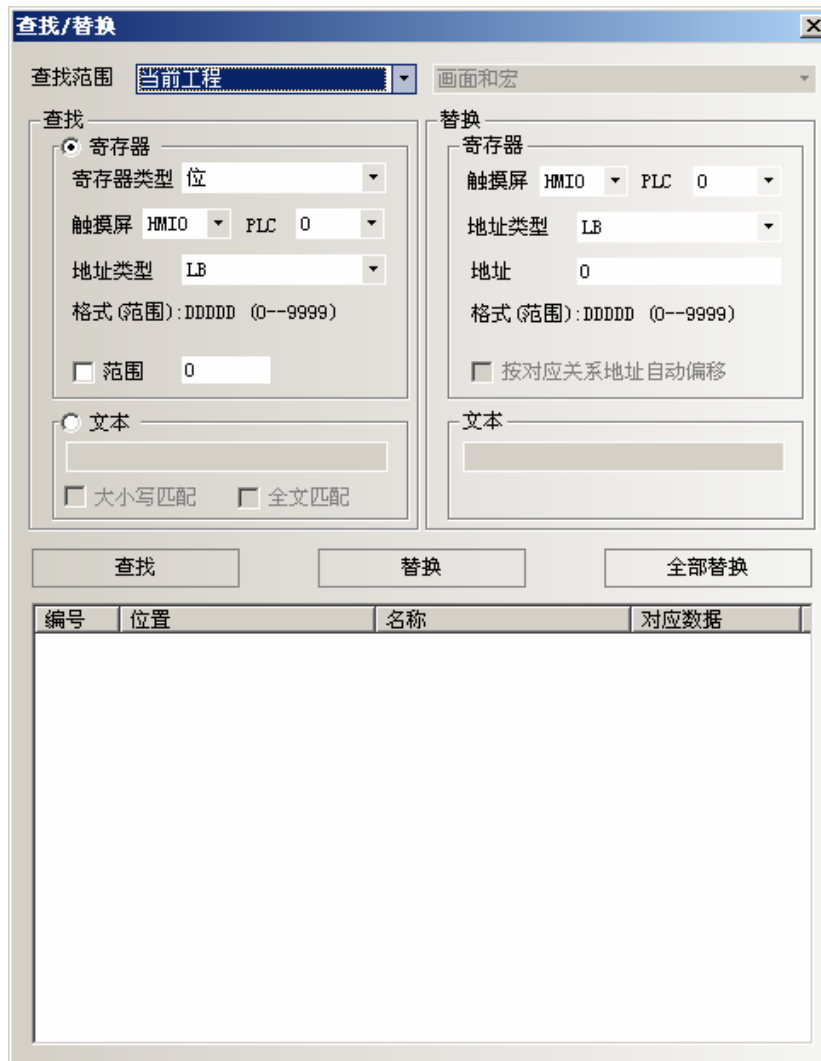 查找/替换
查找范围 当前工程 画面和宏
查找
寄存器
寄存器类型 位
触摸屏 HMI0 PLC 0
地址类型 LB
格式(范围):DDDDD (0--9999)
范围 0
文本
大小写匹配 全文匹配
替换
寄存器
触摸屏 HMI0 PLC 0
地址类型 LB
地址 0
格式(范围):DDDDD (0--9999)
按对应关系地址自动偏移
文本
查找 替换 全部替换
编号 位置 名称 对应数据